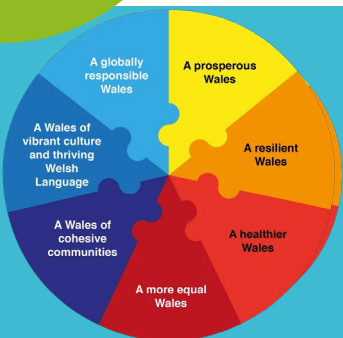 A globally
responsible
Wales
A prosperous
Wales
A resilient
Wales
A healthier
Wales
A more equal
Wales
A Wales of
cohesive
communities
A Wales of
vibrant culture
and thriving
Welsh
Language